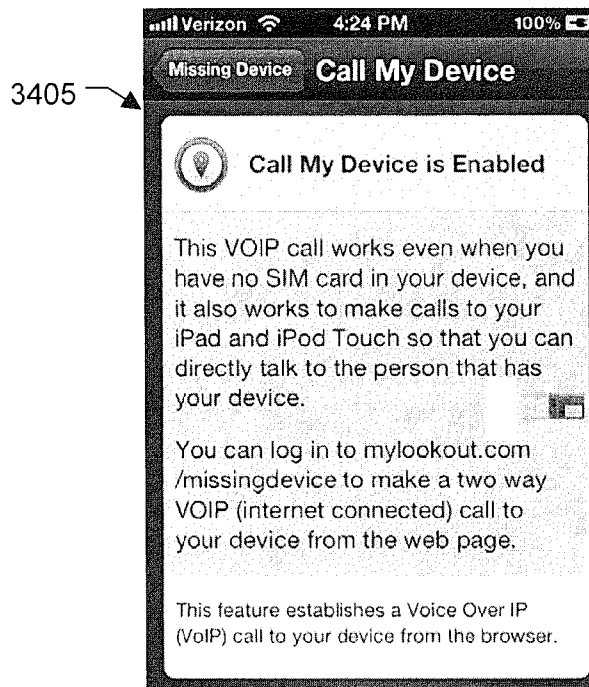 Verizon 4:24 PM 100%
Missing Device Call My Device
3405
Call My Device is Enabled
This VOIP call works even when you
have no SIM card in your device, and
it also works to make calls to your
iPad and iPod Touch so that you can
directly talk to the person that has
your device.
You can log in to mylookout.com
/missingdevice to make a two way
VOIP (internet connected) call to
your device from the web page.
This feature establishes a Voice Over IP
(VoIP) call to your device from the browser.